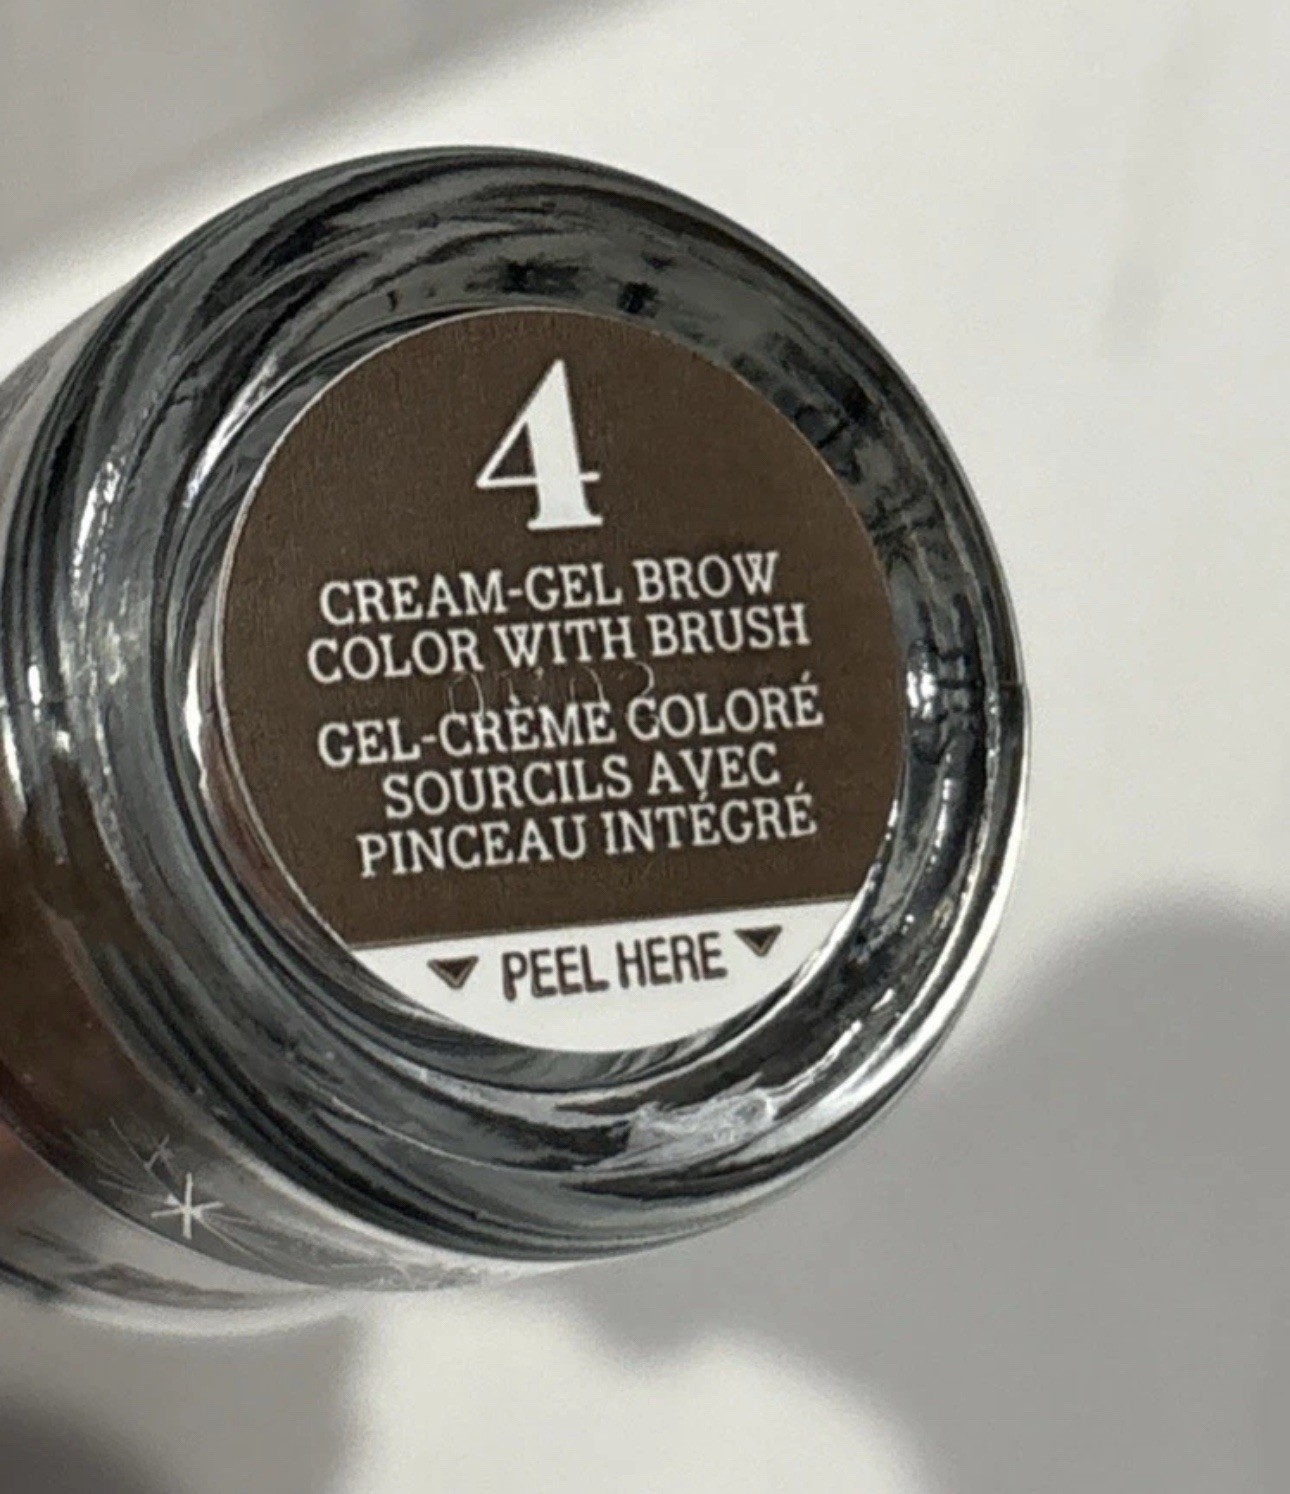 4
CREAM-GEL BROW
COLOR WITH BRUSH
GEL-CRÈME COLORÉ
SOURCILS AVEC
PINCEAU INTÉGRÉ
PEEL HERE